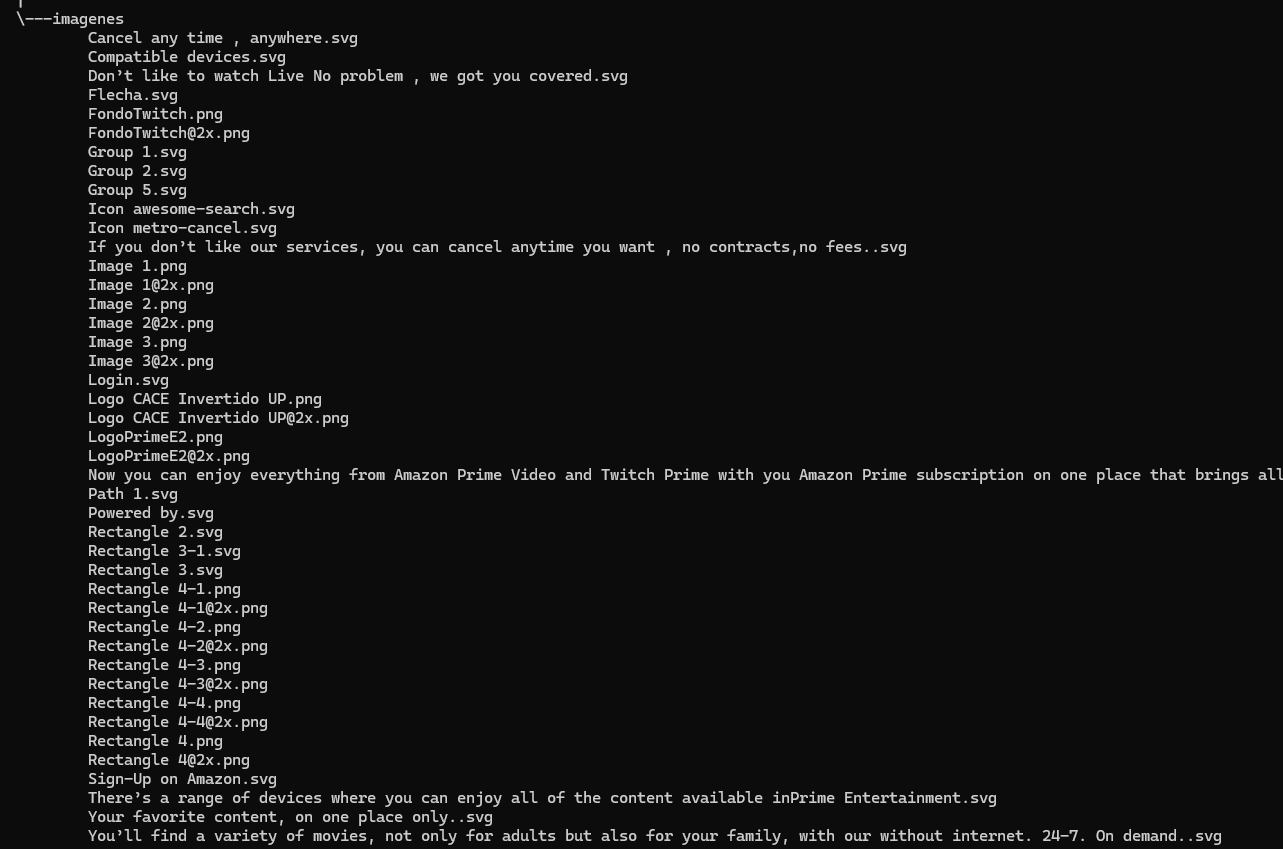 \---imagenes
Cancel any time , anywhere.svg
Compatible devices.svg
Don’t like to watch Live No problem , we got you covered.svg
Flecha.svg
FondoTwitch.png
FondoTwitch@2x.png
Group 1.svg
Group 2.svg
Group 5.svg
Icon awesome-search.svg
Icon metro-cancel.svg
If you don’t like our services, you can cancel anytime you want , no contracts,no fees..svg
Image 1.png
Image 1@2x.png
Image 2.png
Image 2@2x.png
Image 3.png
Image 3@2x.png
Login.svg
Logo CACE Invertido UP.png
Logo CACE Invertido UP@2x.png
LogoPrimeE2.png
LogoPrimeE2@2x.png
Now you can enjoy everything from Amazon Prime Video and Twitch Prime with you Amazon Prime subscription on one place that brings all
Path 1.svg
Powered by.svg
Rectangle 2.svg
Rectangle 3-1.svg
Rectangle 3.svg
Rectangle 4-1.png
Rectangle 4-1@2x.png
Rectangle 4-2.png
Rectangle 4-2@2x.png
Rectangle 4-3.png
Rectangle 4-3@2x.png
Rectangle 4-4.png
Rectangle 4-4@2x.png
Rectangle 4.png
Rectangle 4@2x.png
Sign-Up on Amazon.svg
There’s a range of devices where you can enjoy all of the content available inPrime Entertainment.svg
Your favorite content, on one place only..svg
You’ll find a variety of movies, not only for adults but also for your family, with our without internet. 24-7. On demand..svg